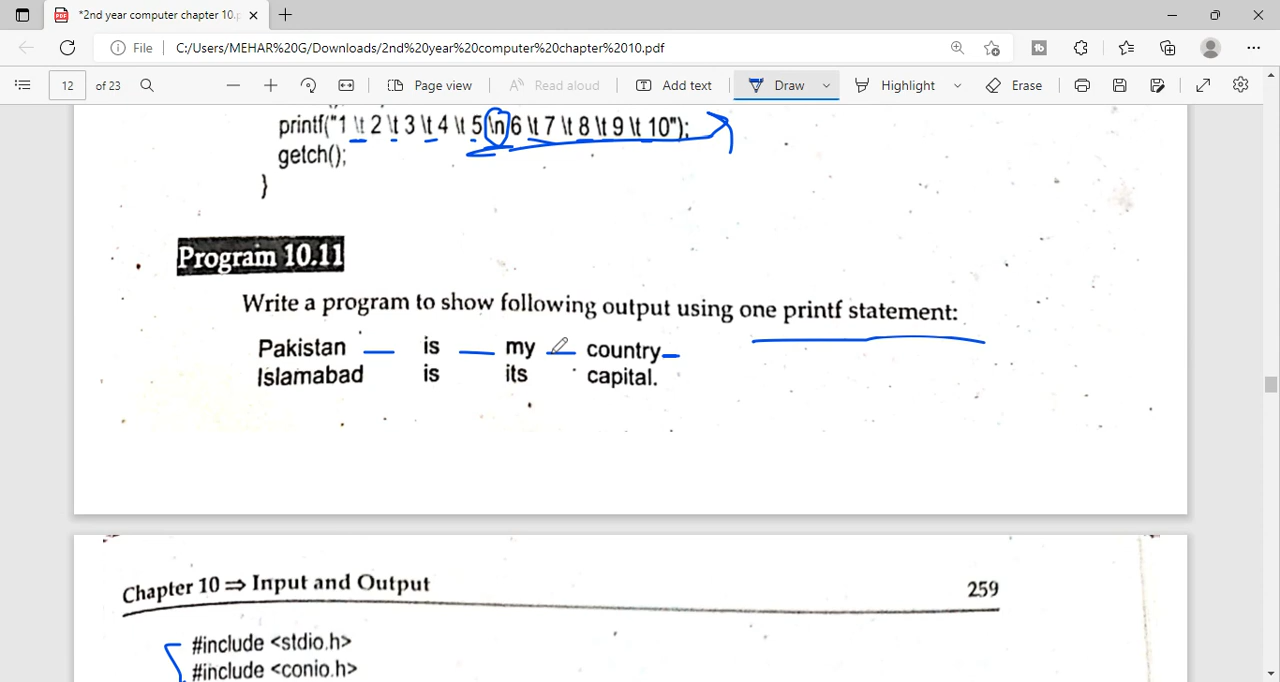 *2nd year computer chapter 10.p
File C:/Users/MEHAR%20G/Downloads/2nd%20year%20computer%20chapter%2010.pdf
12 of 23 Page view Read aloud Add text Draw Highlight Erase
printf("1 \t 2 \t 3 \t 4 \t 5 \n 6 \t 7 \t 8 \t 9 \t 10");
getch();
}
Program 10.11
Write a program to show following output using one printf statement:
Pakistan is my country
Islamabad is its capital.
Chapter 10 ⇒ Input and Output 259
#include <stdio.h>
#include <conio.h>